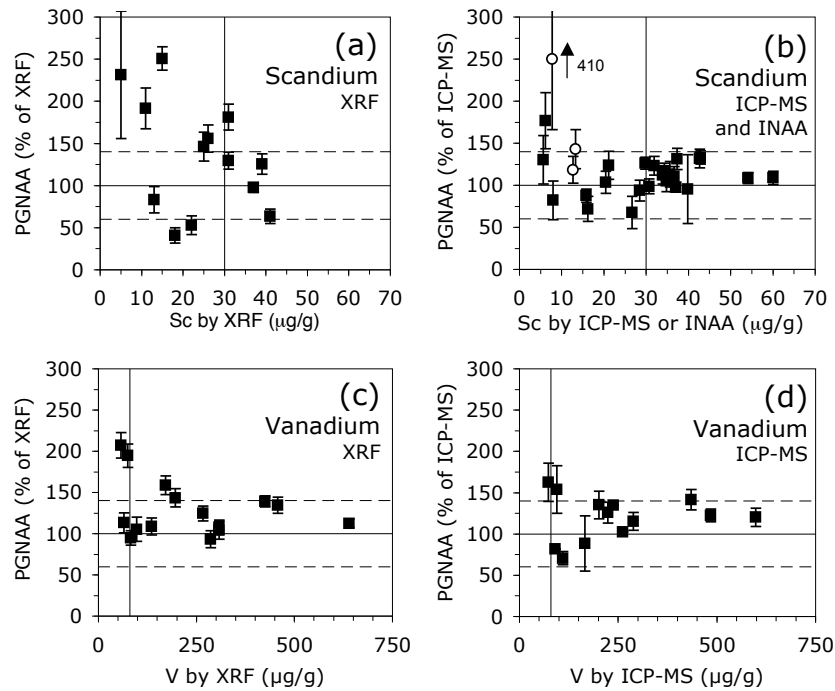 300
250
200
150
100
50
0
PGNAA (% of XRF)
(a)
Scandium
XRF
0 10 20 30 40 50 60 70
Sc by XRF (μg/g)
300
250
200
150
100
50
0
PGNAA (% of ICP-MS)
410
(b)
Scandium
ICP-MS
and INAA
0 10 20 30 40 50 60 70
Sc by ICP-MS or INAA (μg/g)
300
250
200
150
100
50
0
PGNAA (% of XRF)
(c)
Vanadium
XRF
0 250 500 750
V by XRF (μg/g)
300
250
200
150
100
50
0
PGNAA (% of ICP-MS)
(d)
Vanadium
ICP-MS
0 250 500 750
V by ICP-MS (μg/g)